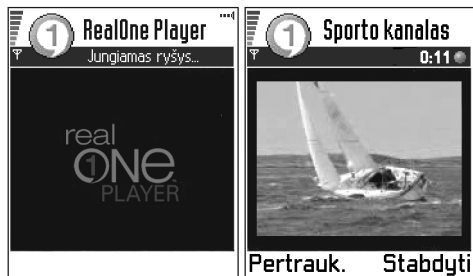 RealOne Player
Jungiamas ryšys...
real
ONE
PLAYER
Sporto kanalas
0:11
Pertrauk. Stabdyti